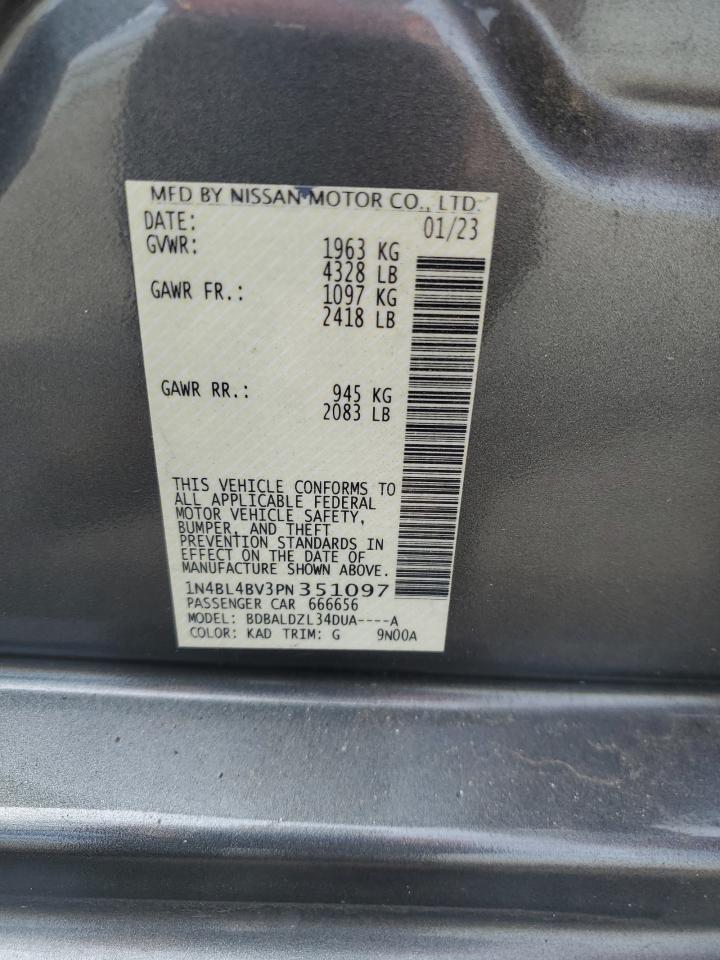 MFD BY NISSAN MOTOR CO., LTD.
DATE: 01/23
GVWR: 1963 KG
4328 LB
GAWR FR.: 1097 KG
2418 LB
GAWR RR.: 945 KG
2083 LB
THIS VEHICLE CONFORMS TO
ALL APPLICABLE FEDERAL
MOTOR VEHICLE SAFETY,
BUMPER, AND THEFT
PREVENTION STANDARDS IN
EFFECT ON THE DATE OF
MANUFACTURE SHOWN ABOVE.
1N4BL4BV3PN351097
PASSENGER CAR 666656
MODEL: BDBALDZL34DUA----A
COLOR: KAD TRIM: G 9N00A